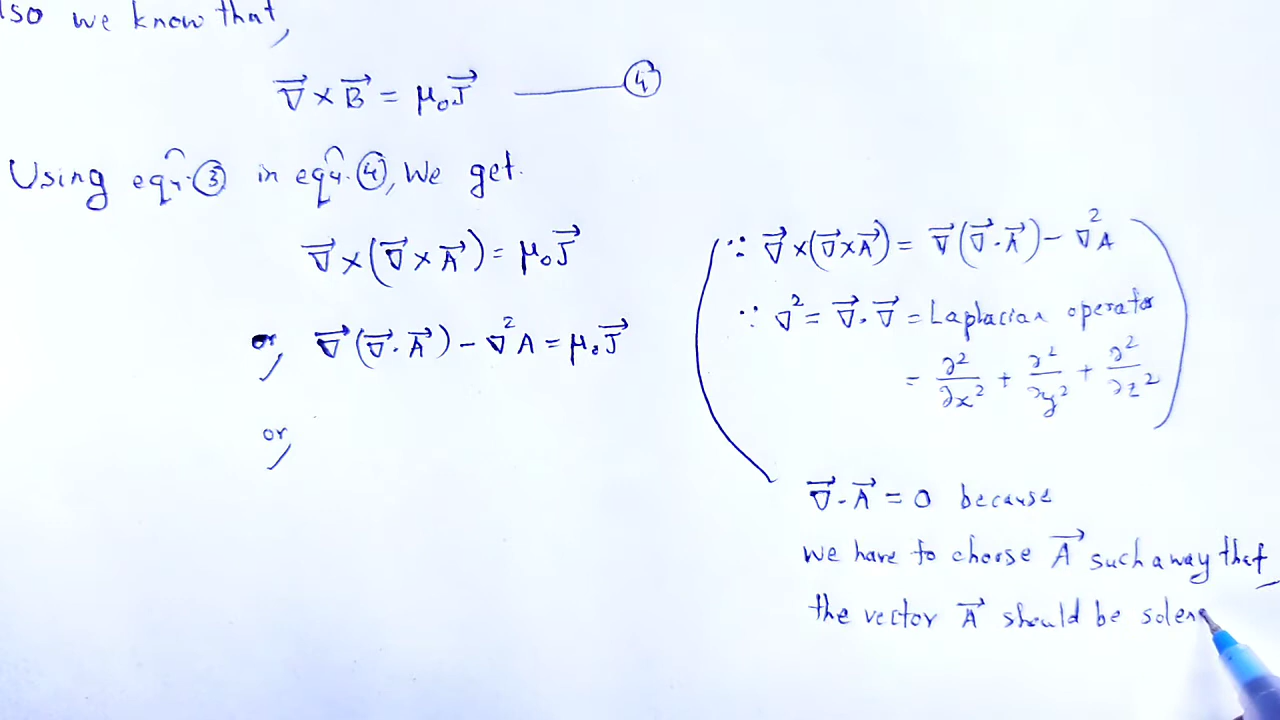 lso we know that,
∇⃗ × B⃗ = μ₀J⃗ ——— ④
Using eqn. ③ in eqn. ④, We get.
∇⃗ × (∇⃗ × A⃗) = μ₀J⃗
or, ∇⃗(∇⃗ · A⃗) − ∇²A = μ₀J⃗
or,
∵ ∇⃗ × (∇⃗ × A⃗) = ∇⃗(∇⃗ · A⃗) − ∇²A
∵ ∇² = ∇⃗ · ∇⃗ = Laplacian operator
= ∂²/∂x² + ∂²/∂y² + ∂²/∂z²
∇⃗ · A⃗ = 0 because
we have to choose A⃗ such a way that
the vector A⃗ should be solen